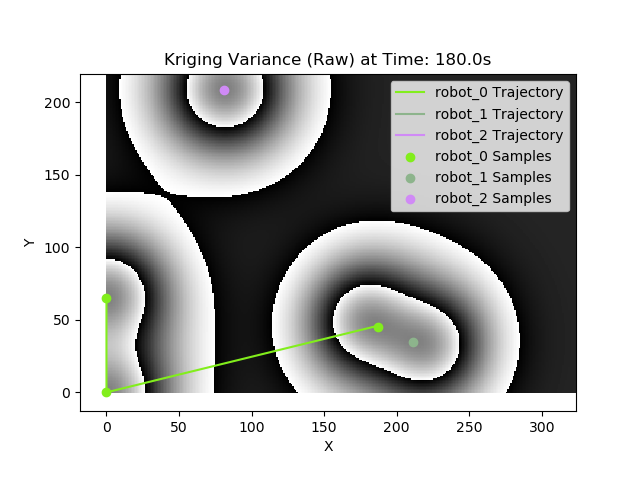 Kriging Variance (Raw) at Time: 180.0s
robot_0 Trajectory
robot_1 Trajectory
robot_2 Trajectory
robot_0 Samples
robot_1 Samples
robot_2 Samples
200
150
100
50
0
Y
0 50 100 150 200 250 300
X